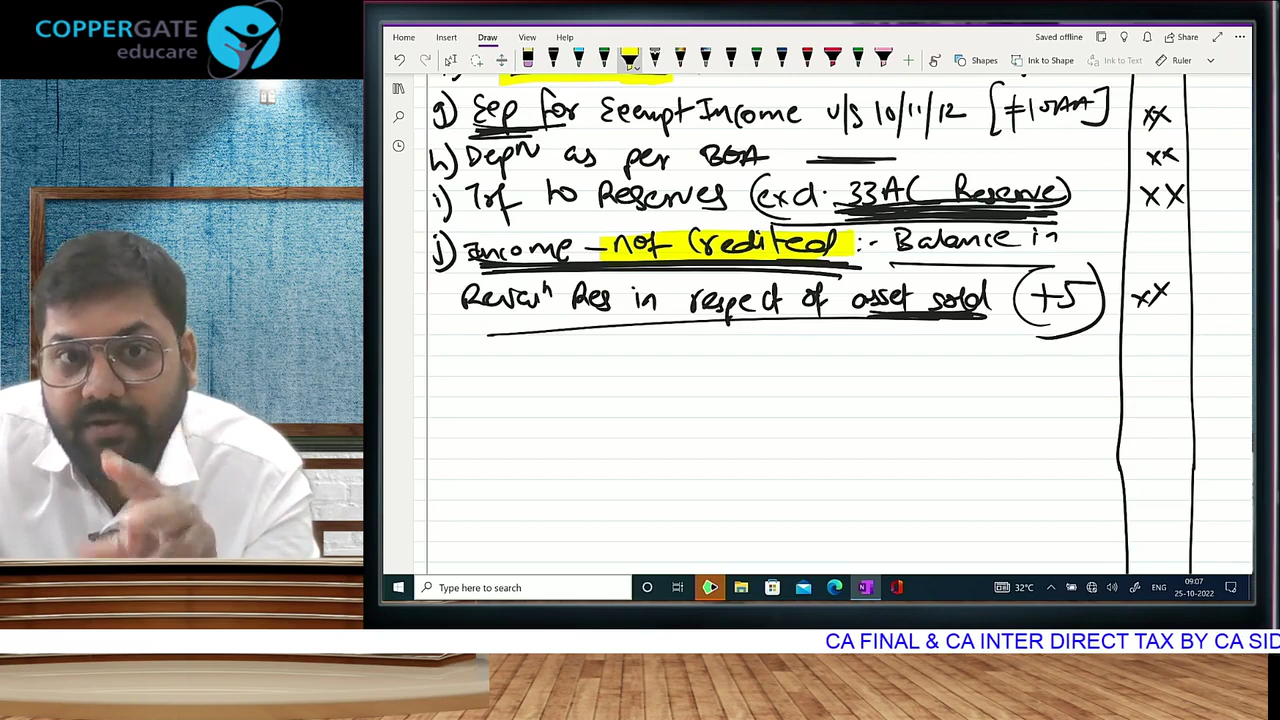 COPPERGATE
educare
Home Insert Draw View Help
Saved offline
Share
Shapes
Ink to Shape
Ink to Text
Ruler
g) Exp for Exempt Income u/s 10/11/12 [≠10AA] xx
h) Depn as per xx
i) Trf to Reserves (excl. 33AC Reserve) XX
j) Income - not Credited :- Balance in
Res in respect of asset sold (+5) xX
Type here to search
32°C
ENG
09:07
25-10-2022
CA FINAL & CA INTER DIRECT TAX BY CA SID